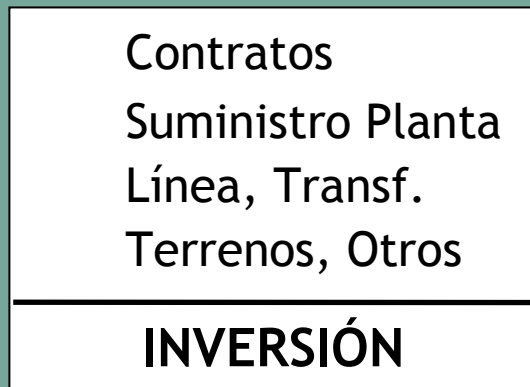 Contratos
Suministro Planta
Línea, Transf.
Terrenos, Otros
INVERSIÓN